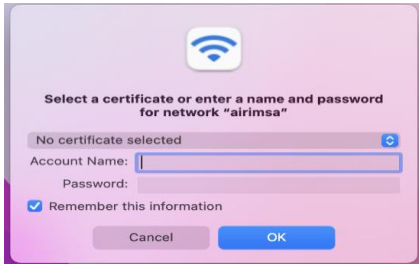 Select a certificate or enter a name and password
for network “airimsa”
No certificate selected
Account Name:
Password:
Remember this information
Cancel
OK